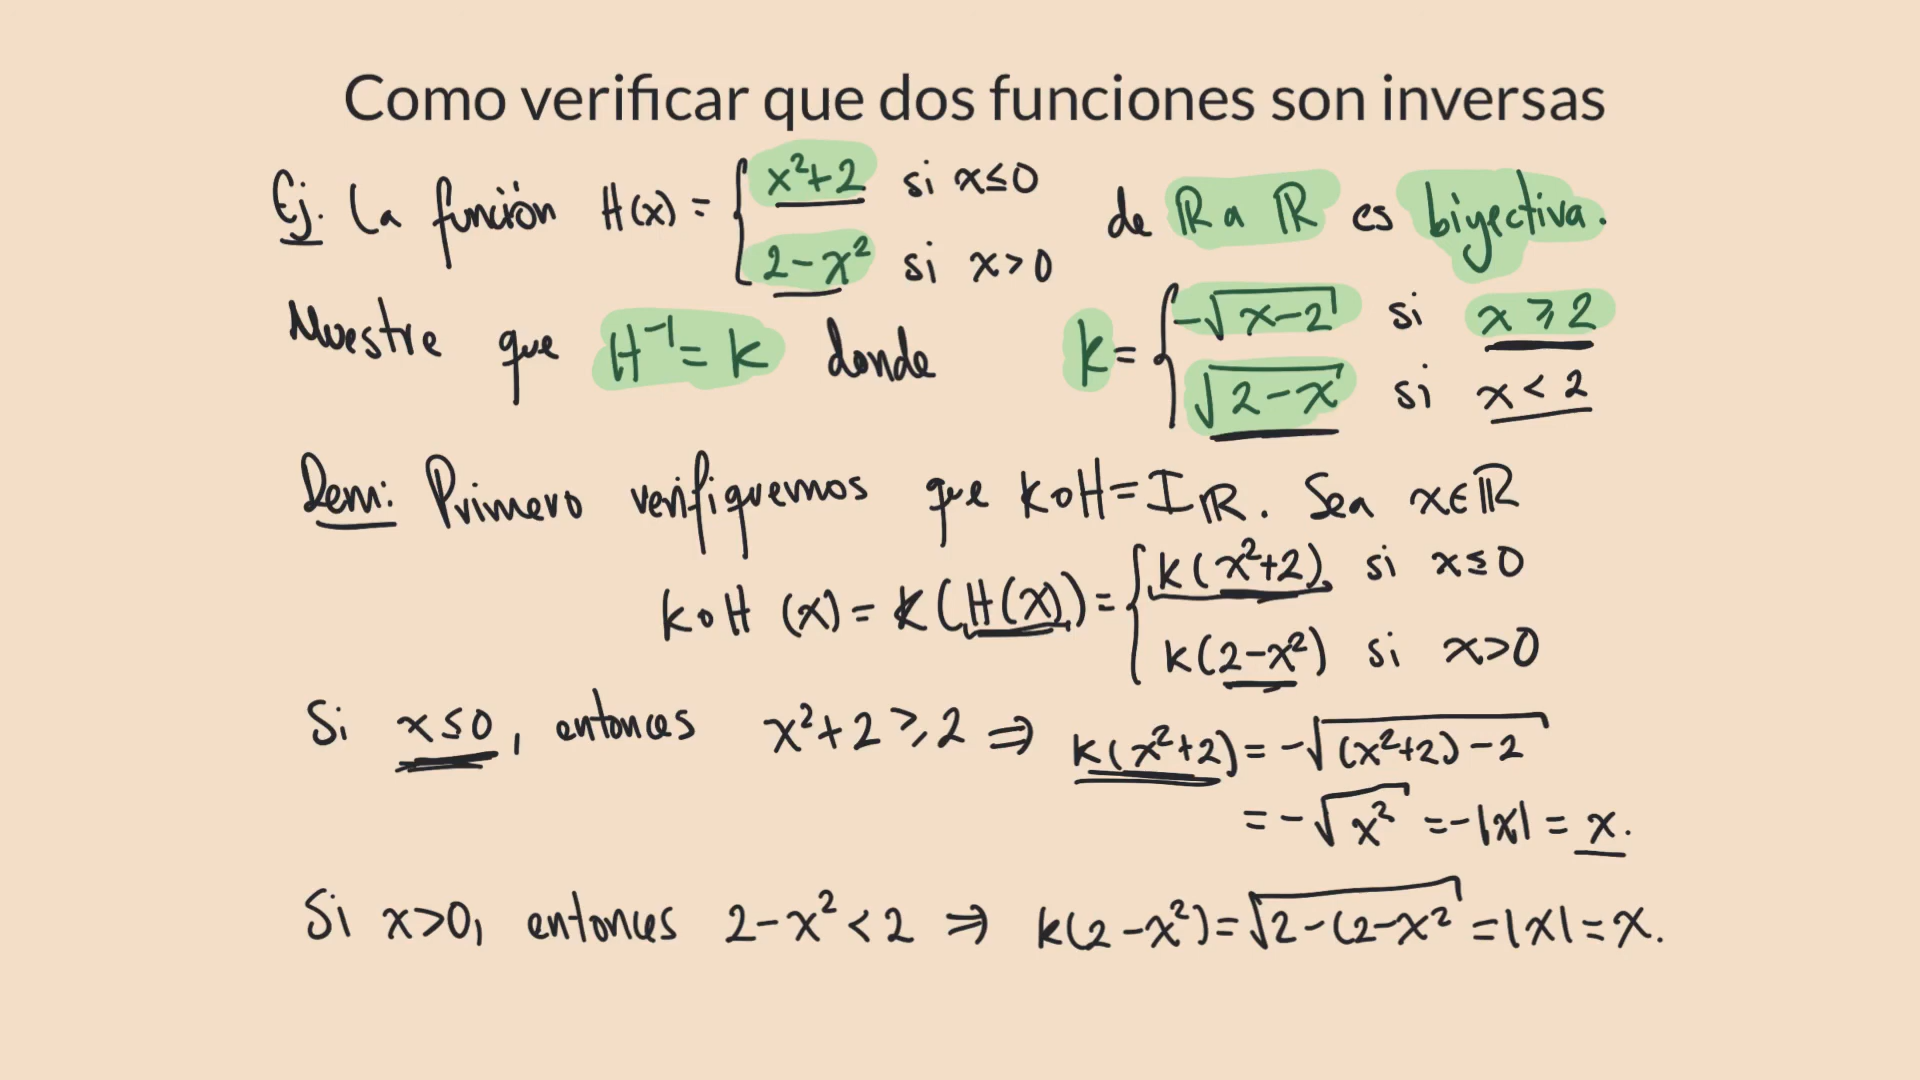 Como verificar que dos funciones son inversas
Ej. La función H(x) = { x²+2 si x≤0 de ℝ a ℝ es biyectiva.
2-x² si x>0
Muestre que H⁻¹ = k donde k = { -√(x-2) si x ⩾ 2
√(2-x) si x < 2
Dem: Primero verifiquemos que k∘H = Iℝ. Sea x∈ℝ
k∘H (x) = k(H(x)) = { k(x²+2), si x≤0
k(2-x²) si x>0
Si x≤0, entonces x²+2 ⩾ 2 ⇒ k(x²+2) = -√((x²+2)-2)
= -√(x²) = -|x| = x.
Si x>0, entonces 2-x² < 2 ⇒ k(2-x²) = √(2-(2-x²) = |x| = x.